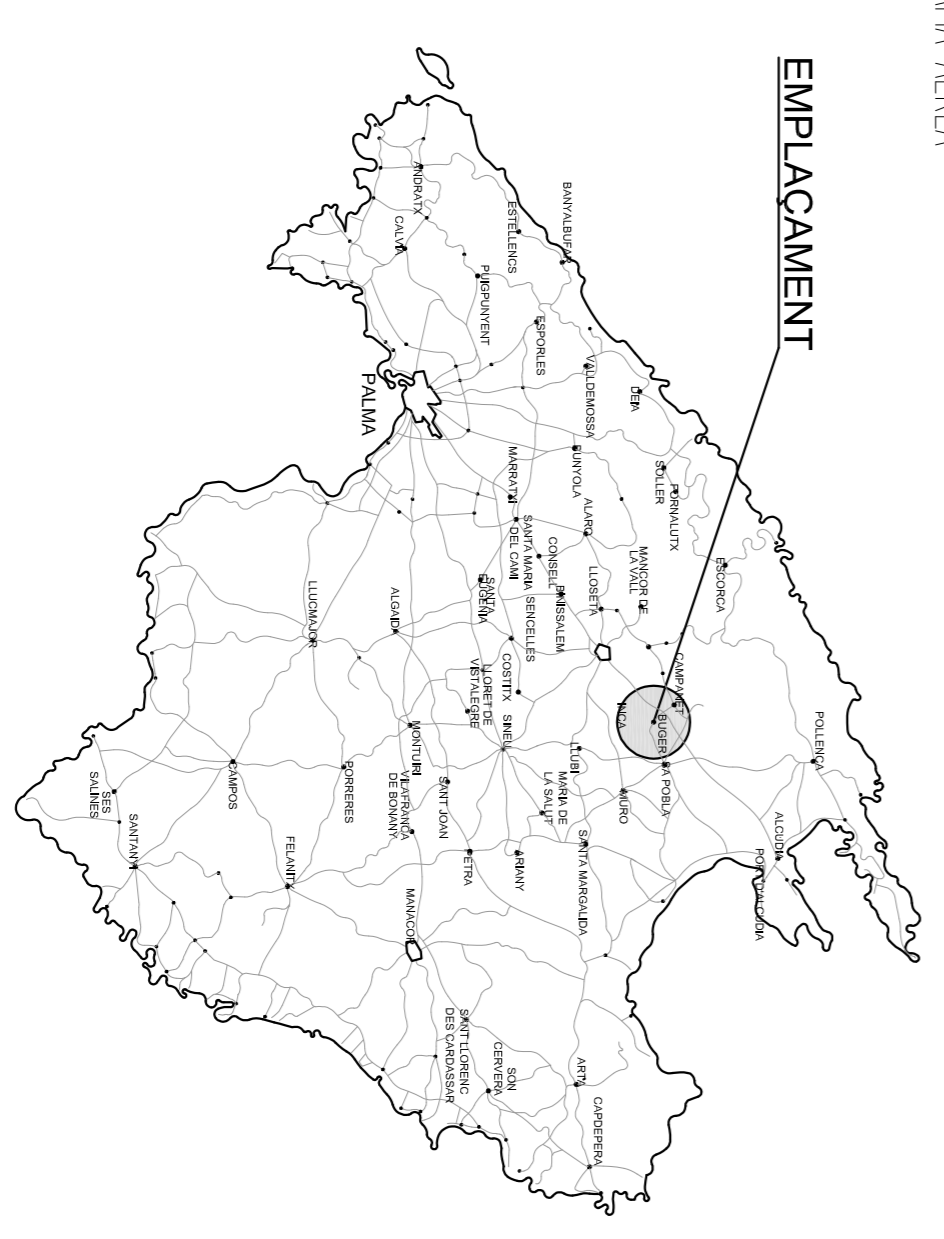 EMPLAÇAMENT
BANYALBUFAR
ESTELLENCS
ANDRATX
CALVIA
PUIGPUNYENT
ESPORLES
VALLDEMOSSA
DEIA
PALMA
SOLLER
FORNALUTX
BUNYOLA
MARRATXI
ALARO
SANTA MARIA
DEL CAMI
CONSELL
BINISSALEM
LLOSETA
MANCOR DE
LA VALL
ESCORCA
SANTA
EUGENIA
SENCELLES
ALGAIDA
LLUCMAJOR
COSTITX
LLORET DE
VISTALEGRE
SINEU
INCA
CAMPANET
BUGER
SA POBLA
POLLENÇA
LLUBI
MURO
MARIA DE
LA SALUT
MONTUIRI
SANT JOAN
VILAFRANCA
DE BONANY
PORRERES
CAMPOS
SES
SALINES
SANTANYI
FELANITX
PETRA
ARIANY
SANTA MARGALIDA
ALCUDIA
PORT D'ALCUDIA
MANACOR
SANT LLORENC
DES CARDASSAR
SON
CERVERA
ARTA
CAPDEPERA